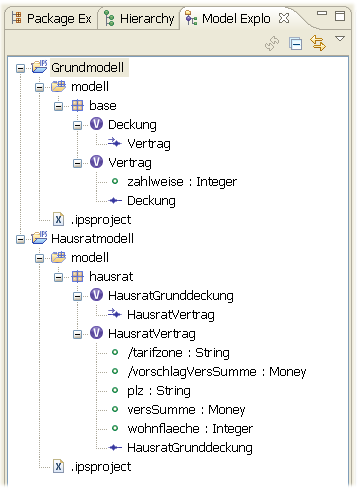 Package Ex Hierarchy Model Explo
Grundmodell
modell
base
Deckung
Vertrag
Vertrag
zahlweise : Integer
Deckung
.ipsproject
Hausratmodell
modell
hausrat
HausratGrunddeckung
HausratVertrag
HausratVertrag
/tarifzone : String
/vorschlagVersSumme : Money
plz : String
versSumme : Money
wohnflaeche : Integer
HausratGrunddeckung
.ipsproject